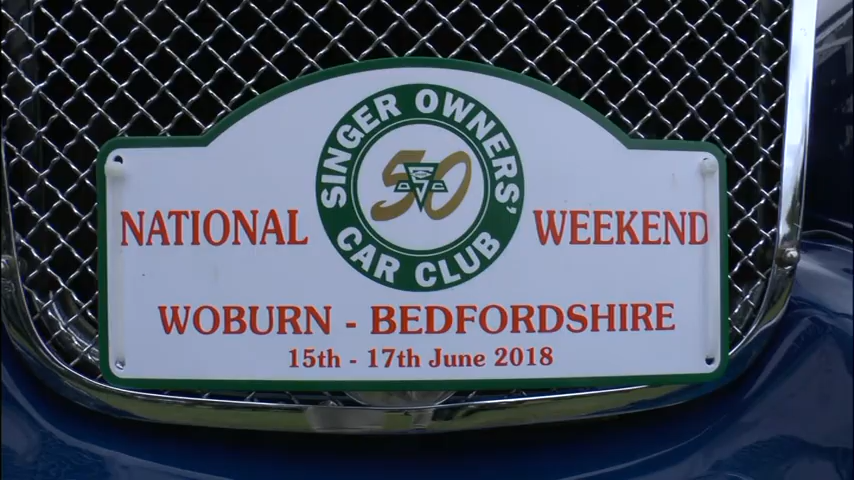 SINGER OWNERS'
50
CAR CLUB
NATIONAL WEEKEND
WOBURN - BEDFORDSHIRE
15th - 17th June 2018